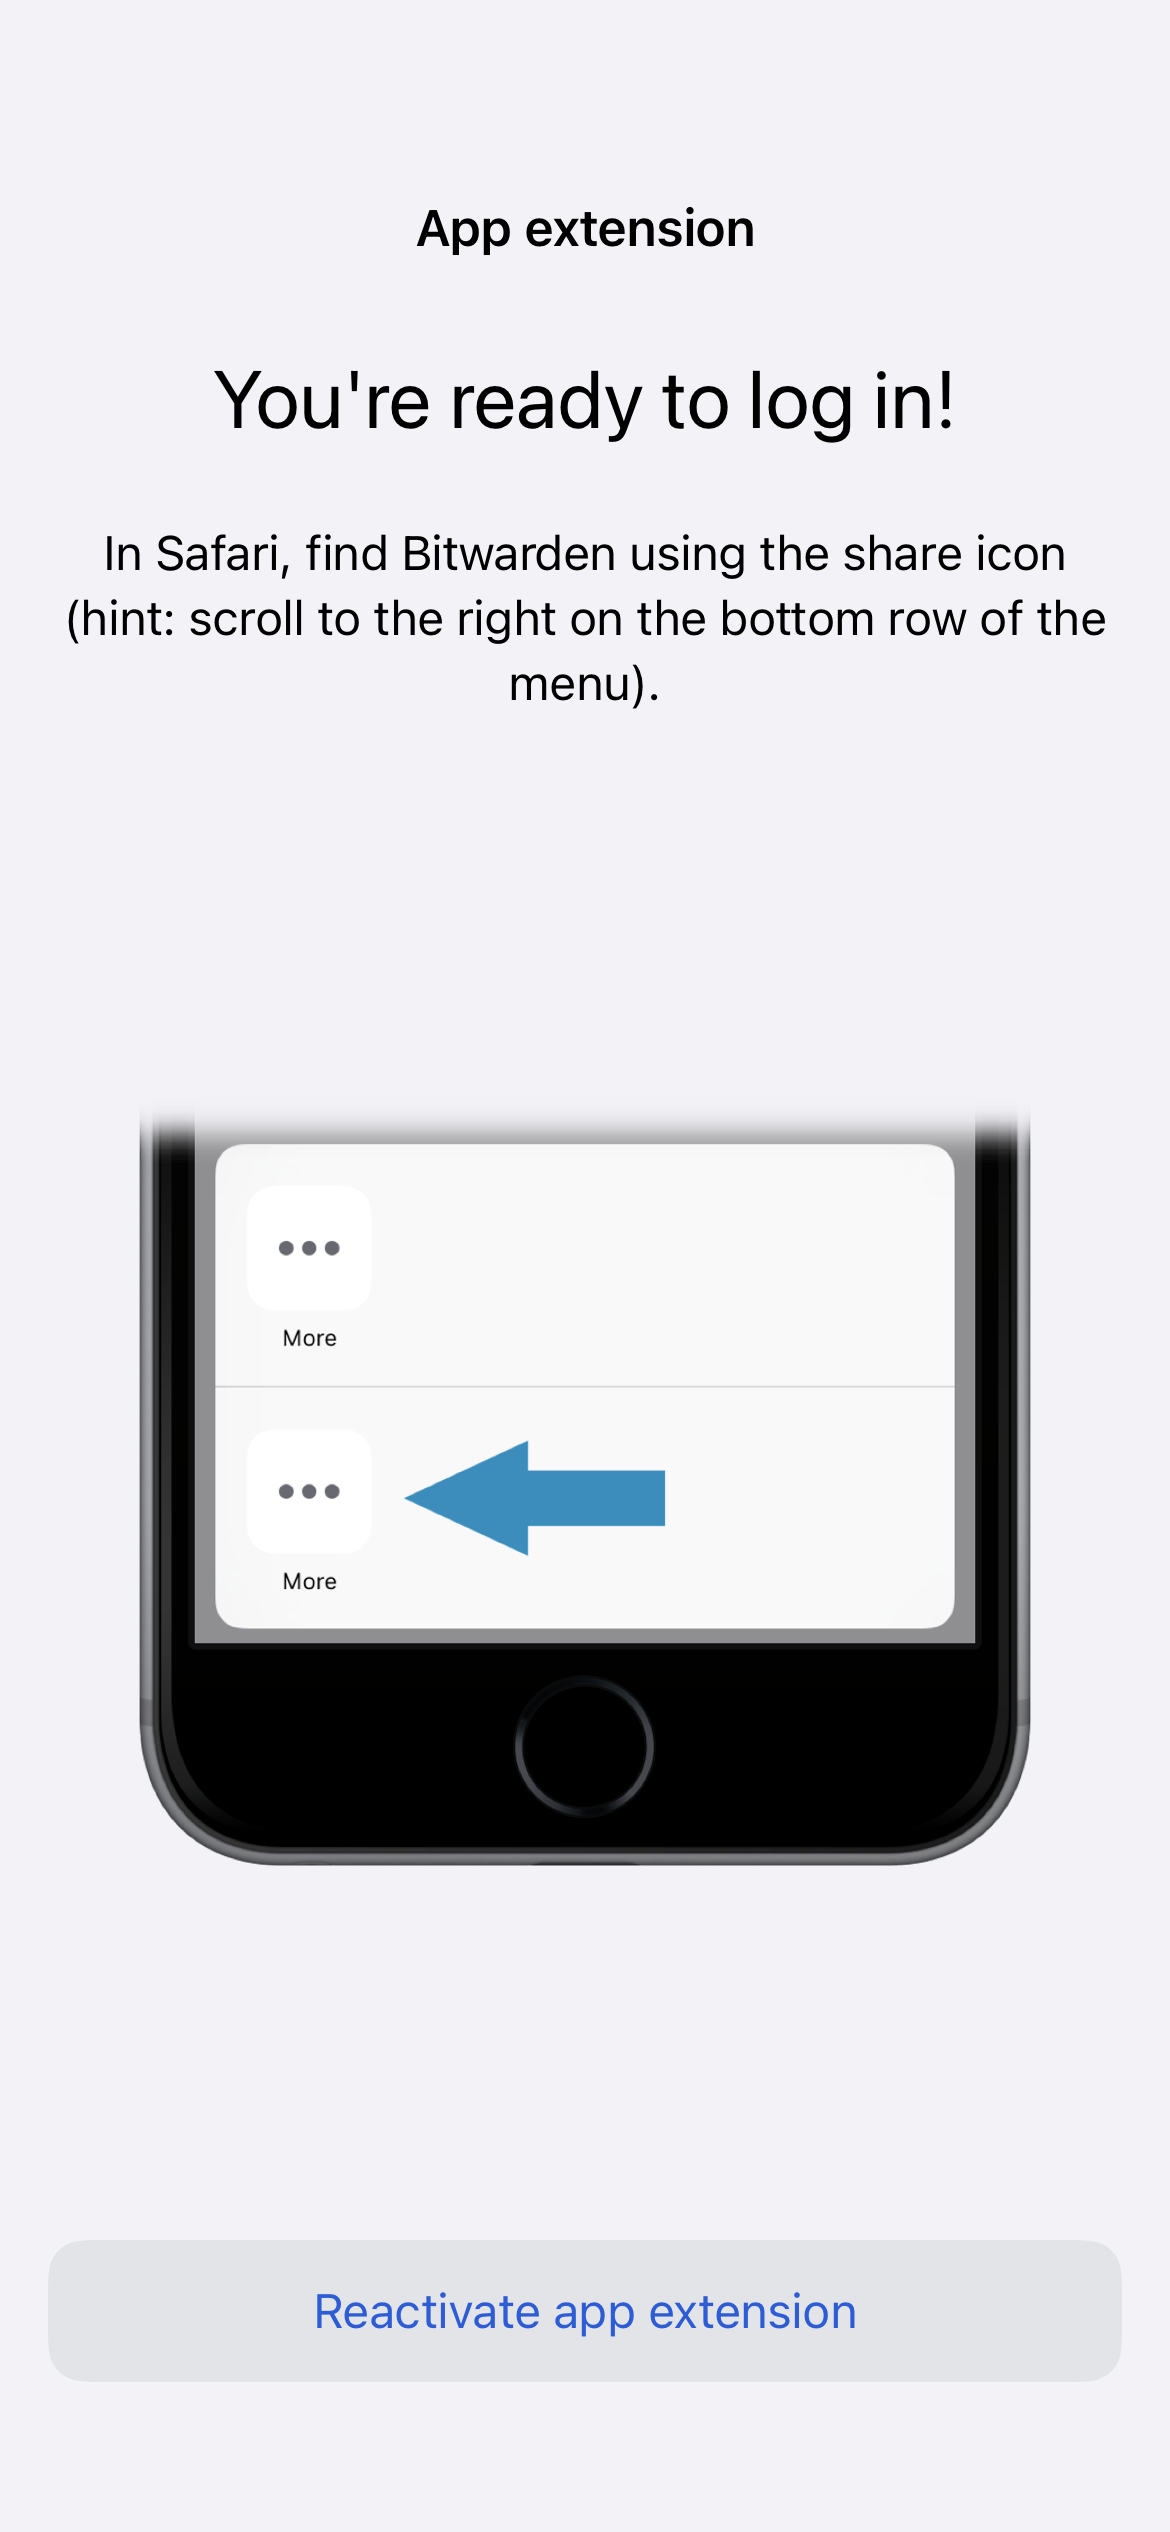 App extension
You're ready to log in!
In Safari, find Bitwarden using the share icon
(hint: scroll to the right on the bottom row of the
menu).
More
More
Reactivate app extension